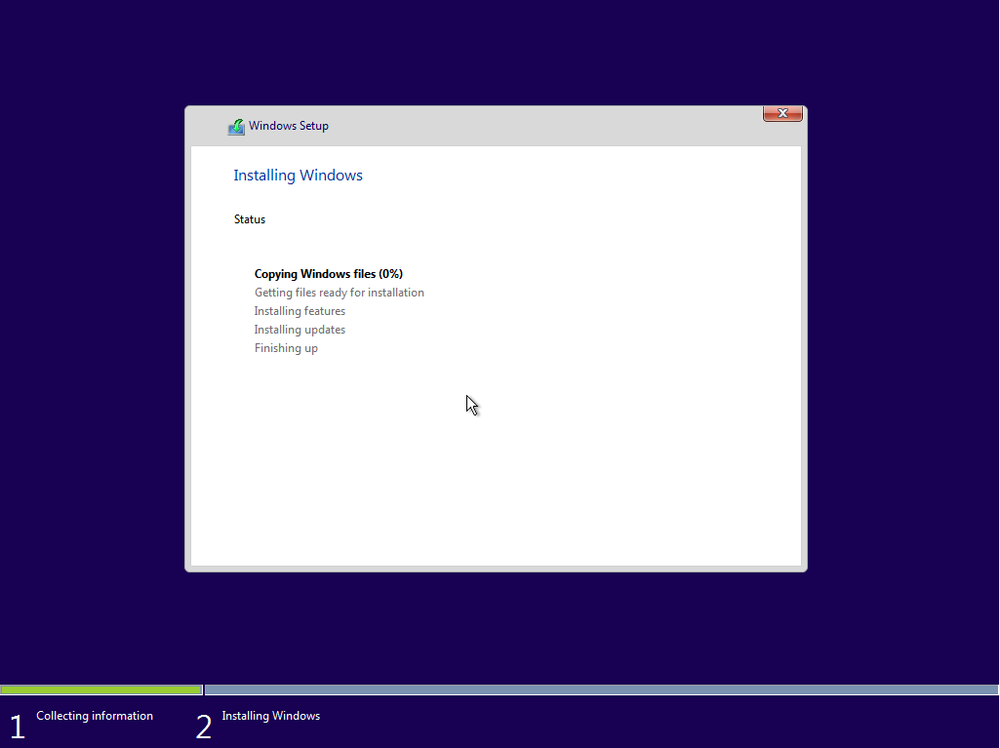 Windows Setup
Installing Windows
Status
Copying Windows files (0%)
Getting files ready for installation
Installing features
Installing updates
Finishing up
1 Collecting information
2 Installing Windows